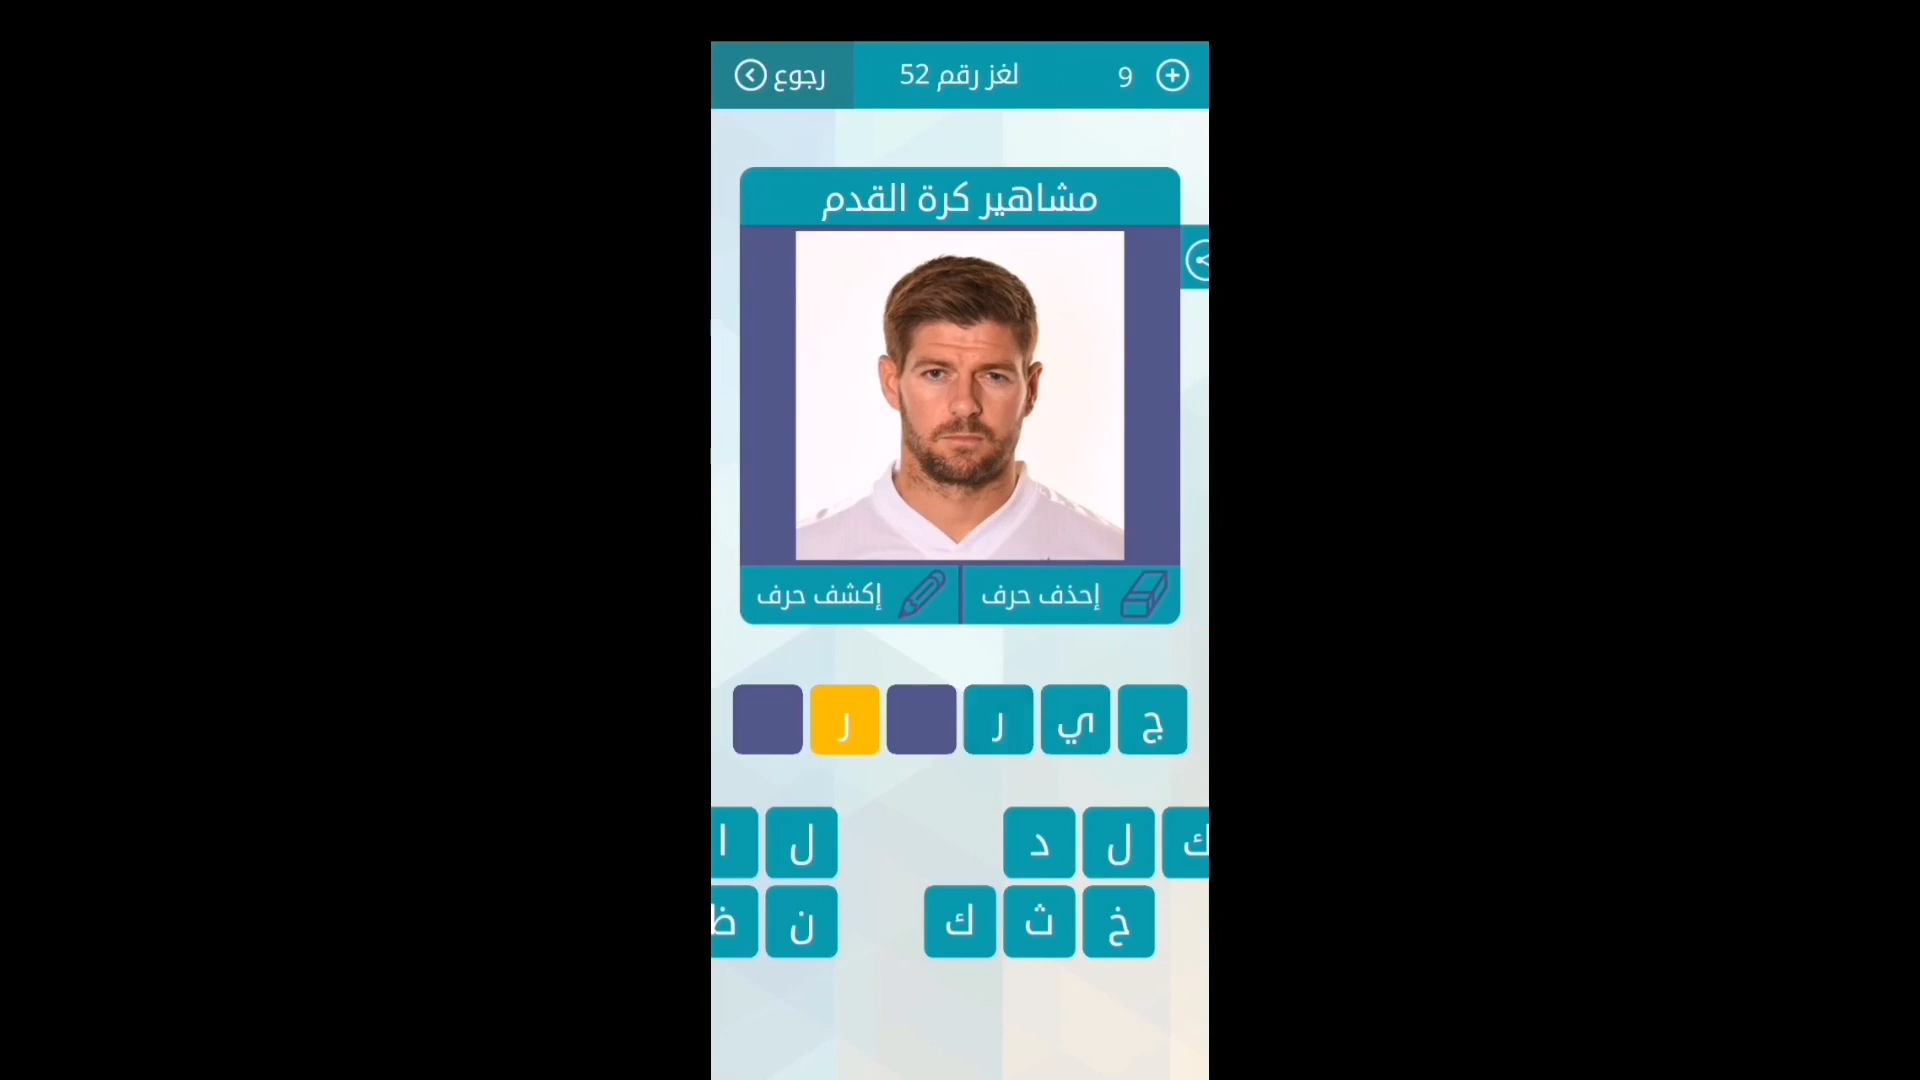 رجوع
لغز رقم 52
9
مشاهير كرة القدم
إحذف حرف
إكشف حرف
ج ي ر ر
ك ل د ل ا
خ ث ك ن ظ